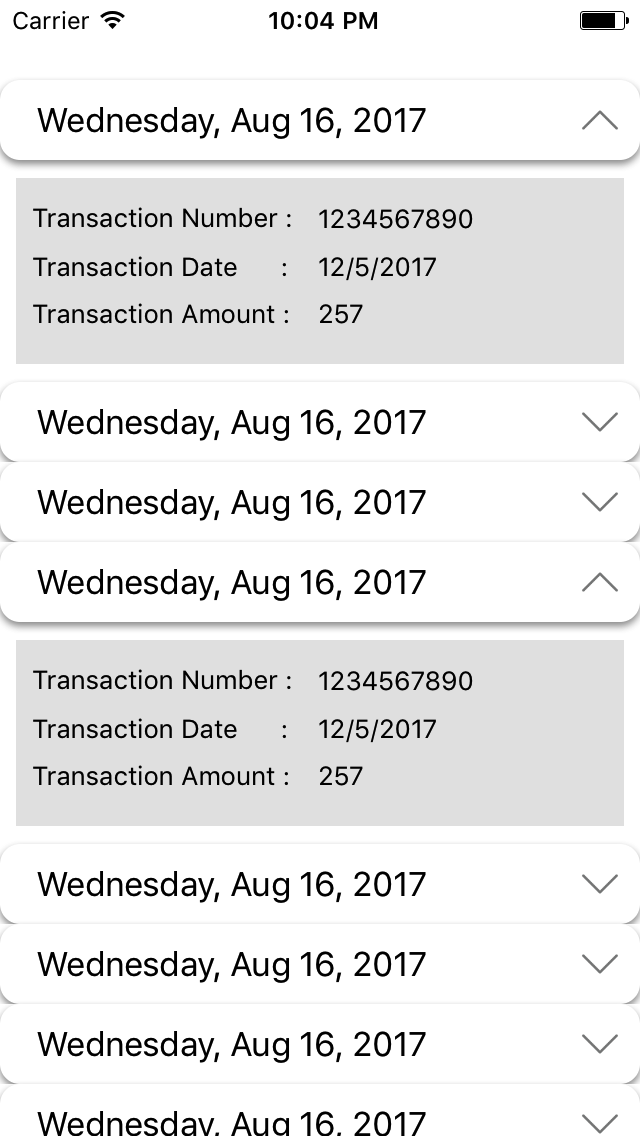 Carrier 10:04 PM
Wednesday, Aug 16, 2017
Transaction Number : 1234567890
Transaction Date : 12/5/2017
Transaction Amount : 257
Wednesday, Aug 16, 2017
Wednesday, Aug 16, 2017
Wednesday, Aug 16, 2017
Transaction Number : 1234567890
Transaction Date : 12/5/2017
Transaction Amount : 257
Wednesday, Aug 16, 2017
Wednesday, Aug 16, 2017
Wednesday, Aug 16, 2017
Wednesday, Aug 16, 2017